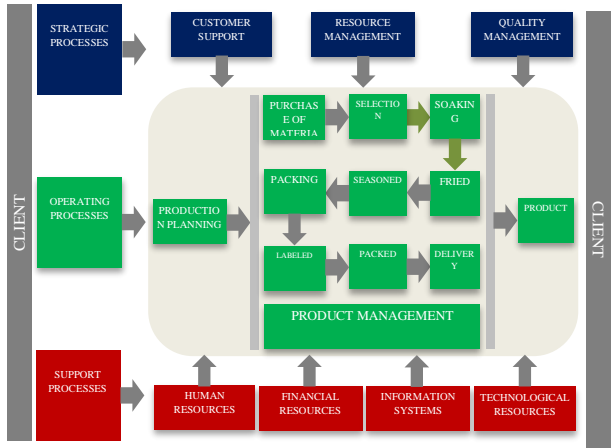 CLIENT
STRATEGIC
PROCESSES
CUSTOMER
SUPPORT
RESOURCE
MANAGEMENT
QUALITY
MANAGEMENT
PURCHAS
E OF
MATERIA
SELECTIO
N
SOAKIN
G
OPERATING
PROCESSES
PRODUCTIO
N PLANNING
PACKING
SEASONED
FRIED
PRODUCT
LABELED
PACKED
DELIVER
Y
PRODUCT MANAGEMENT
SUPPORT
PROCESSES
HUMAN
RESOURCES
FINANCIAL
RESOURCES
INFORMATION
SYSTEMS
TECHNOLOGICAL
RESOURCES
CLIENT